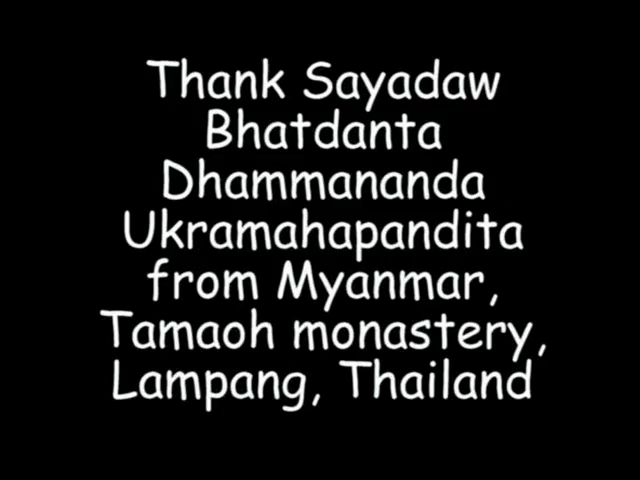 Thank Sayadaw
Bhatdanta
Dhammananda
Ukramahapandita
from Myanmar,
Tamaoh monastery,
Lampang, Thailand